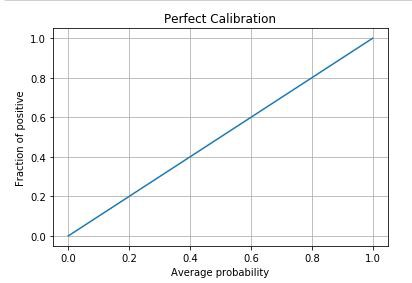 Perfect Calibration
1.0
0.8
0.6
0.4
0.2
0.0
Fraction of positive
0.0 0.2 0.4 0.6 0.8 1.0
Average probability